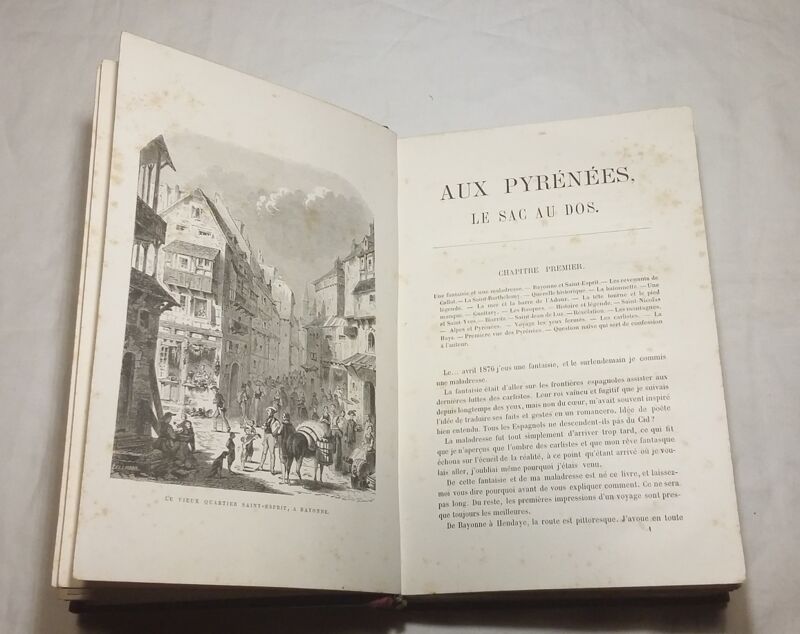 LE VIEUX QUARTIER SAINT-ESPRIT, A BAYONNE.
AUX PYRÉNÉES,
LE SAC AU DOS.
CHAPITRE PREMIER.
Une fantaisie et une maladresse. — Bayonne et Saint-Esprit. — Les revenants de
Callot. — La Saint-Barthélemy. — Querelle historique. — La baïonnette. — Une
légende. — La mer et la barre de l'Adour. — La tête tourne et le pied
manque. — Guettary. — Les Basques. — Histoire et légende. — Saint Nicolas
et Saint Yves. — Biarritz. — Saint-Jean de Luz. — Révélation. — Les montagnes.
— Alpes et Pyrénées. — Voyage les yeux fermés. — Les carlistes. — La
Haya. — Première vue des Pyrénées. — Question naïve qui sert de confession
à l'auteur.
Le... avril 1876 j'eus une fantaisie, et le surlendemain je commis
une maladresse.
La fantaisie était d'aller sur les frontières espagnoles assister aux
dernières luttes des carlistes. Leur roi vaincu et fugitif que je suivais
depuis longtemps des yeux, mais non du cœur, m'avait souvent inspiré
l'idée de traduire ses faits et gestes en un romancero. Idée de poëte
bien entendu. Tous les Espagnols ne descendent-ils pas du Cid?
La maladresse fut tout simplement d'arriver trop tard, ce qui fit
que je n'aperçus que l'ombre des carlistes et que mon rêve fantasque
échoua sur l'écueil de la réalité, à ce point qu'étant arrivé où je vou-
lais aller, j'oubliai même pourquoi j'étais venu.
De cette fantaisie et de ma maladresse est né ce livre, et laissez-
moi vous dire pourquoi avant de vous expliquer comment. Ce ne sera
pas long. Du reste, les premières impressions d'un voyage sont pres-
que toujours les meilleures.
De Bayonne à Hendaye, la route est pittoresque. J'avoue en toute
1